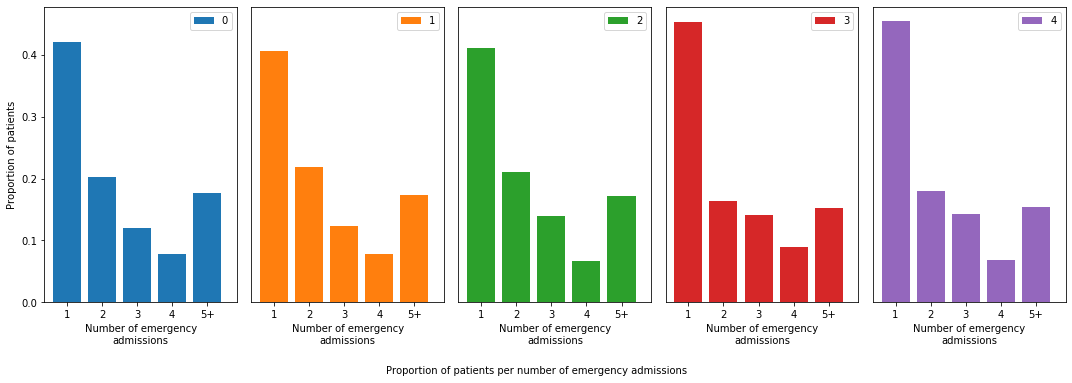 0
1
2
3
4
Proportion of patients
0.4
0.3
0.2
0.1
0.0
1 2 3 4 5+
Number of emergency
admissions
1 2 3 4 5+
Number of emergency
admissions
1 2 3 4 5+
Number of emergency
admissions
1 2 3 4 5+
Number of emergency
admissions
1 2 3 4 5+
Number of emergency
admissions
Proportion of patients per number of emergency admissions